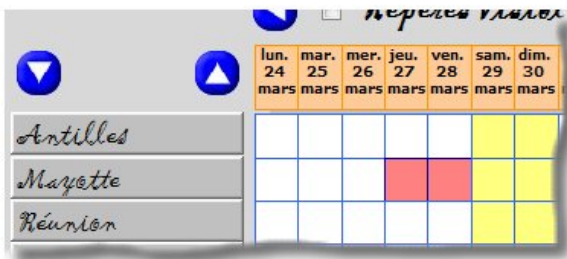 Repères
lun. mar. mer. jeu. ven. sam. dim.
24 25 26 27 28 29 30
mars mars mars mars mars mars mars
Antilles
Mayotte
Réunion